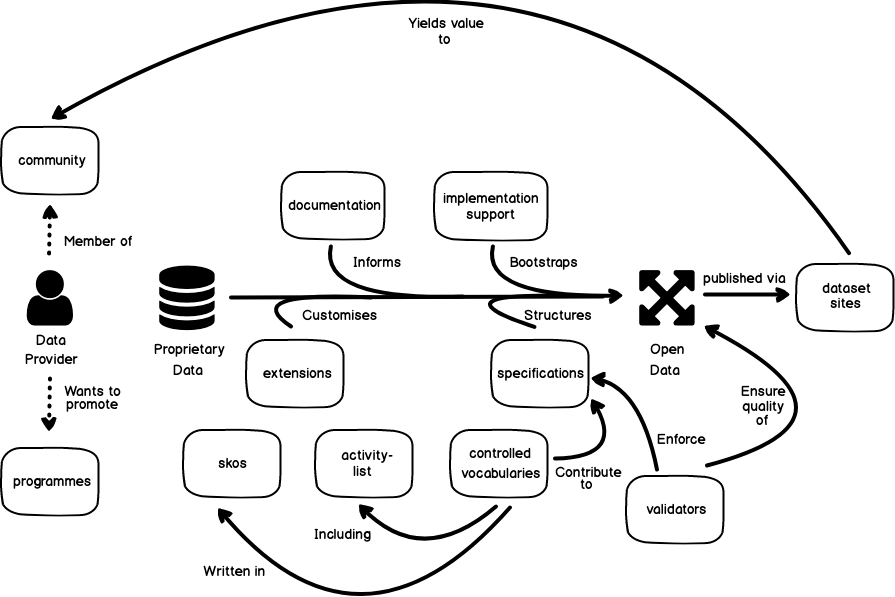 Yields value
to
community
documentation
implementation
support
Member of
Informs
Bootstraps
published via
dataset
sites
Customises
Structures
Data
Provider
Proprietary
Data
Open
Data
extensions
specifications
Wants to
promote
Ensure
quality
of
programmes
skos
activity-
list
controlled
vocabularies
Enforce
Contribute
to
validators
Including
Written in